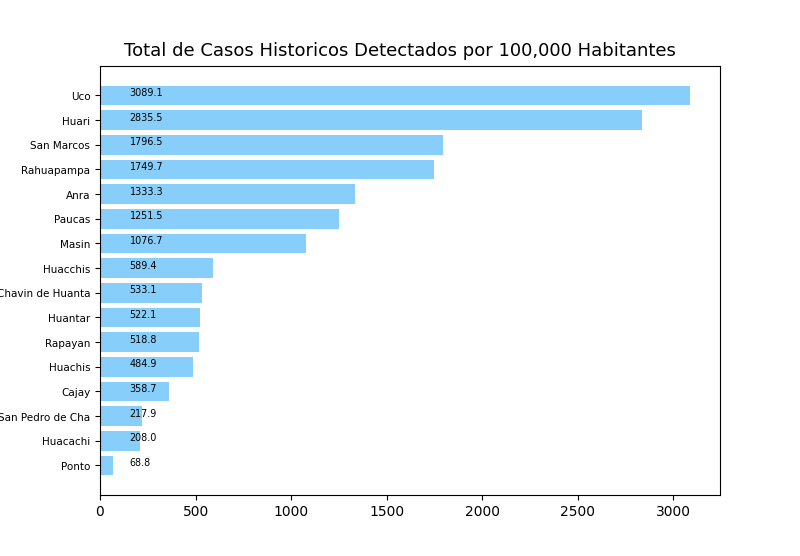 Total de Casos Historicos Detectados por 100,000 Habitantes
Uco 3089.1
Huari 2835.5
San Marcos 1796.5
Rahuapampa 1749.7
Anra 1333.3
Paucas 1251.5
Masin 1076.7
Huacchis 589.4
Chavin de Huanta 533.1
Huantar 522.1
Rapayan 518.8
Huachis 484.9
Cajay 358.7
San Pedro de Cha 217.9
Huacachi 208.0
Ponto 68.8
0 500 1000 1500 2000 2500 3000